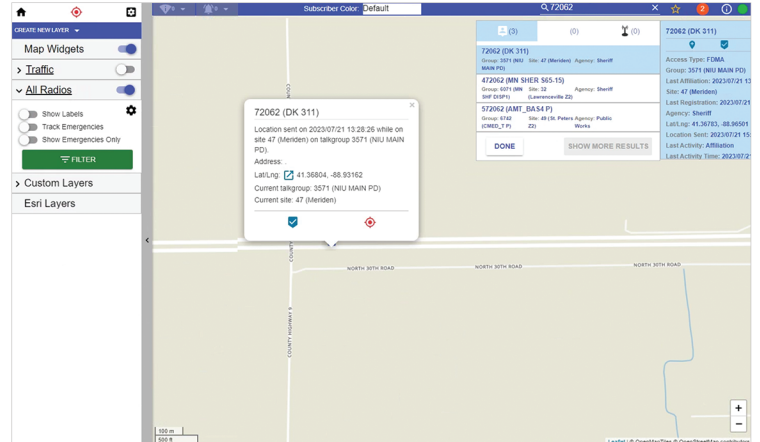 CREATE NEW LAYER
Map Widgets
Traffic
All Radios
Show Labels
Track Emergencies
Show Emergencies Only
FILTER
Custom Layers
Esri Layers
Subscriber Color: Default
72062
2
72062 (DK 311)
Location sent on 2023/07/21 13:28:26 while on
site 47 (Meriden) on talkgroup 3571 (NIU MAIN
PD).
Address: .
Lat/Lng: 41.36804, -88.93162
Current talkgroup: 3571 (NIU MAIN PD)
Current site: 47 (Meriden)
(3) (0) (0)
72062 (DK 311)
Group: 3571 (NIU MAIN PD) Site: 47 (Meriden) Agency: Sheriff
472062 (MN SHER S65-15)
Group: 6071 (MN SHF DISP1) Site: 32 (Lawrenceville Z2) Agency: Sheriff
572062 (AMT_BAS4 P)
Group: 6742 (CMED_T P) Site: 49 (St. Peters Z2) Agency: Public Works
DONE SHOW MORE RESULTS
72062 (DK 311)
Access Type: FDMA
Group: 3571 (NIU MAIN PD)
Last Affiliation: 2023/07/21 13
Site: 47 (Meriden)
Last Registration: 2023/07/21
Agency: Sheriff
Lat/Lng: 41.36783, -88.96501
Location Sent: 2023/07/21 15:
Last Activity: Affiliation
Last Activity Time: 2023/07/2
COUNTY
COUNTY HIGHWAY 5
NORTH 30TH ROAD
NORTH 30TH ROAD
NORTH 30TH ROAD
100 m
500 ft
+
−
Leaflet | © OpenMapTiles © OpenStreetMap contributors